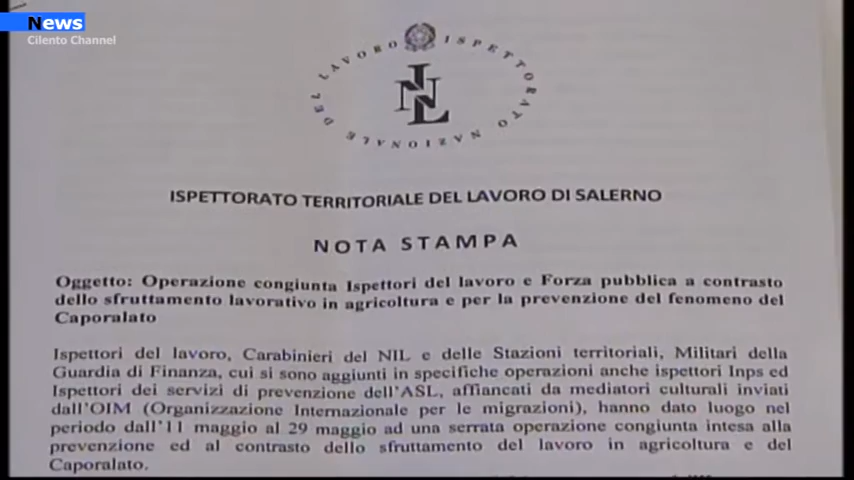 News
Cilento Channel
ISPETTORATO NAZIONALE DEL LAVORO
INL
ISPETTORATO TERRITORIALE DEL LAVORO DI SALERNO
NOTA STAMPA
Oggetto: Operazione congiunta Ispettori del lavoro e Forza pubblica a contrasto
dello sfruttamento lavorativo in agricoltura e per la prevenzione del fenomeno del
Caporalato
Ispettori del lavoro, Carabinieri del NIL e delle Stazioni territoriali, Militari della
Guardia di Finanza, cui si sono aggiunti in specifiche operazioni anche ispettori Inps ed
Ispettori dei servizi di prevenzione dell'ASL, affiancati da mediatori culturali inviati
dall'OIM (Organizzazione Internazionale per le migrazioni), hanno dato luogo nel
periodo dall'11 maggio al 29 maggio ad una serrata operazione congiunta intesa alla
prevenzione ed al contrasto dello sfruttamento del lavoro in agricoltura e del
Caporalato.